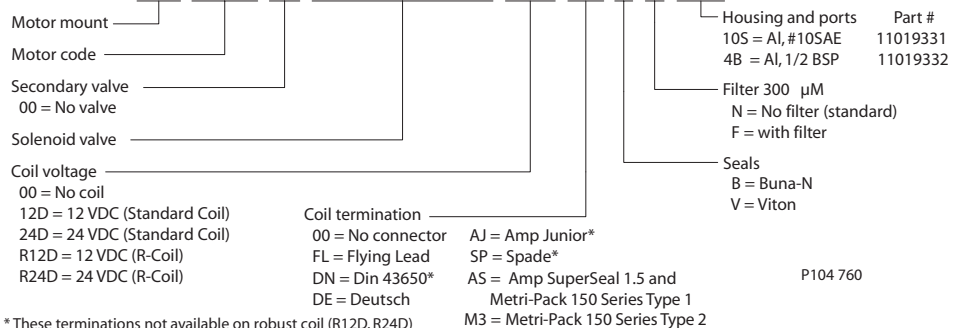 Motor mount
Motor code
Secondary valve
00 = No valve
Solenoid valve
Coil voltage
00 = No coil
12D = 12 VDC (Standard Coil)
24D = 24 VDC (Standard Coil)
R12D = 12 VDC (R-Coil)
R24D = 24 VDC (R-Coil)
* These terminations not available on robust coil (R12D, R24D)
Coil termination
00 = No connector
FL = Flying Lead
DN = Din 43650*
DE = Deutsch
AJ = Amp Junior*
SP = Spade*
AS = Amp SuperSeal 1.5 and
Metri-Pack 150 Series Type 1
M3 = Metri-Pack 150 Series Type 2
Housing and ports Part #
10S = Al, #10SAE 11019331
4B = Al, 1/2 BSP 11019332
Filter 300 µM
N = No filter (standard)
F = with filter
Seals
B = Buna-N
V = Viton
P104 760